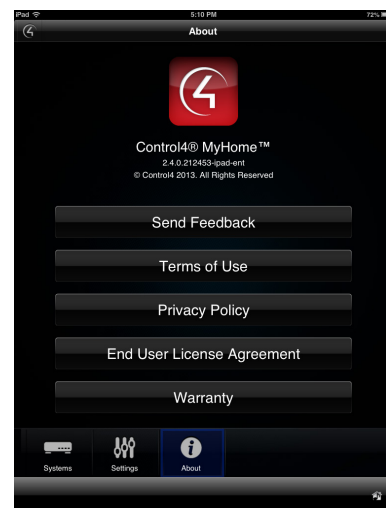 iPad 5:10 PM 72%
About
Control4® MyHome™
2.4.0.212453-ipad-ent
© Control4 2013. All Rights Reserved
Send Feedback
Terms of Use
Privacy Policy
End User License Agreement
Warranty
Systems Settings About